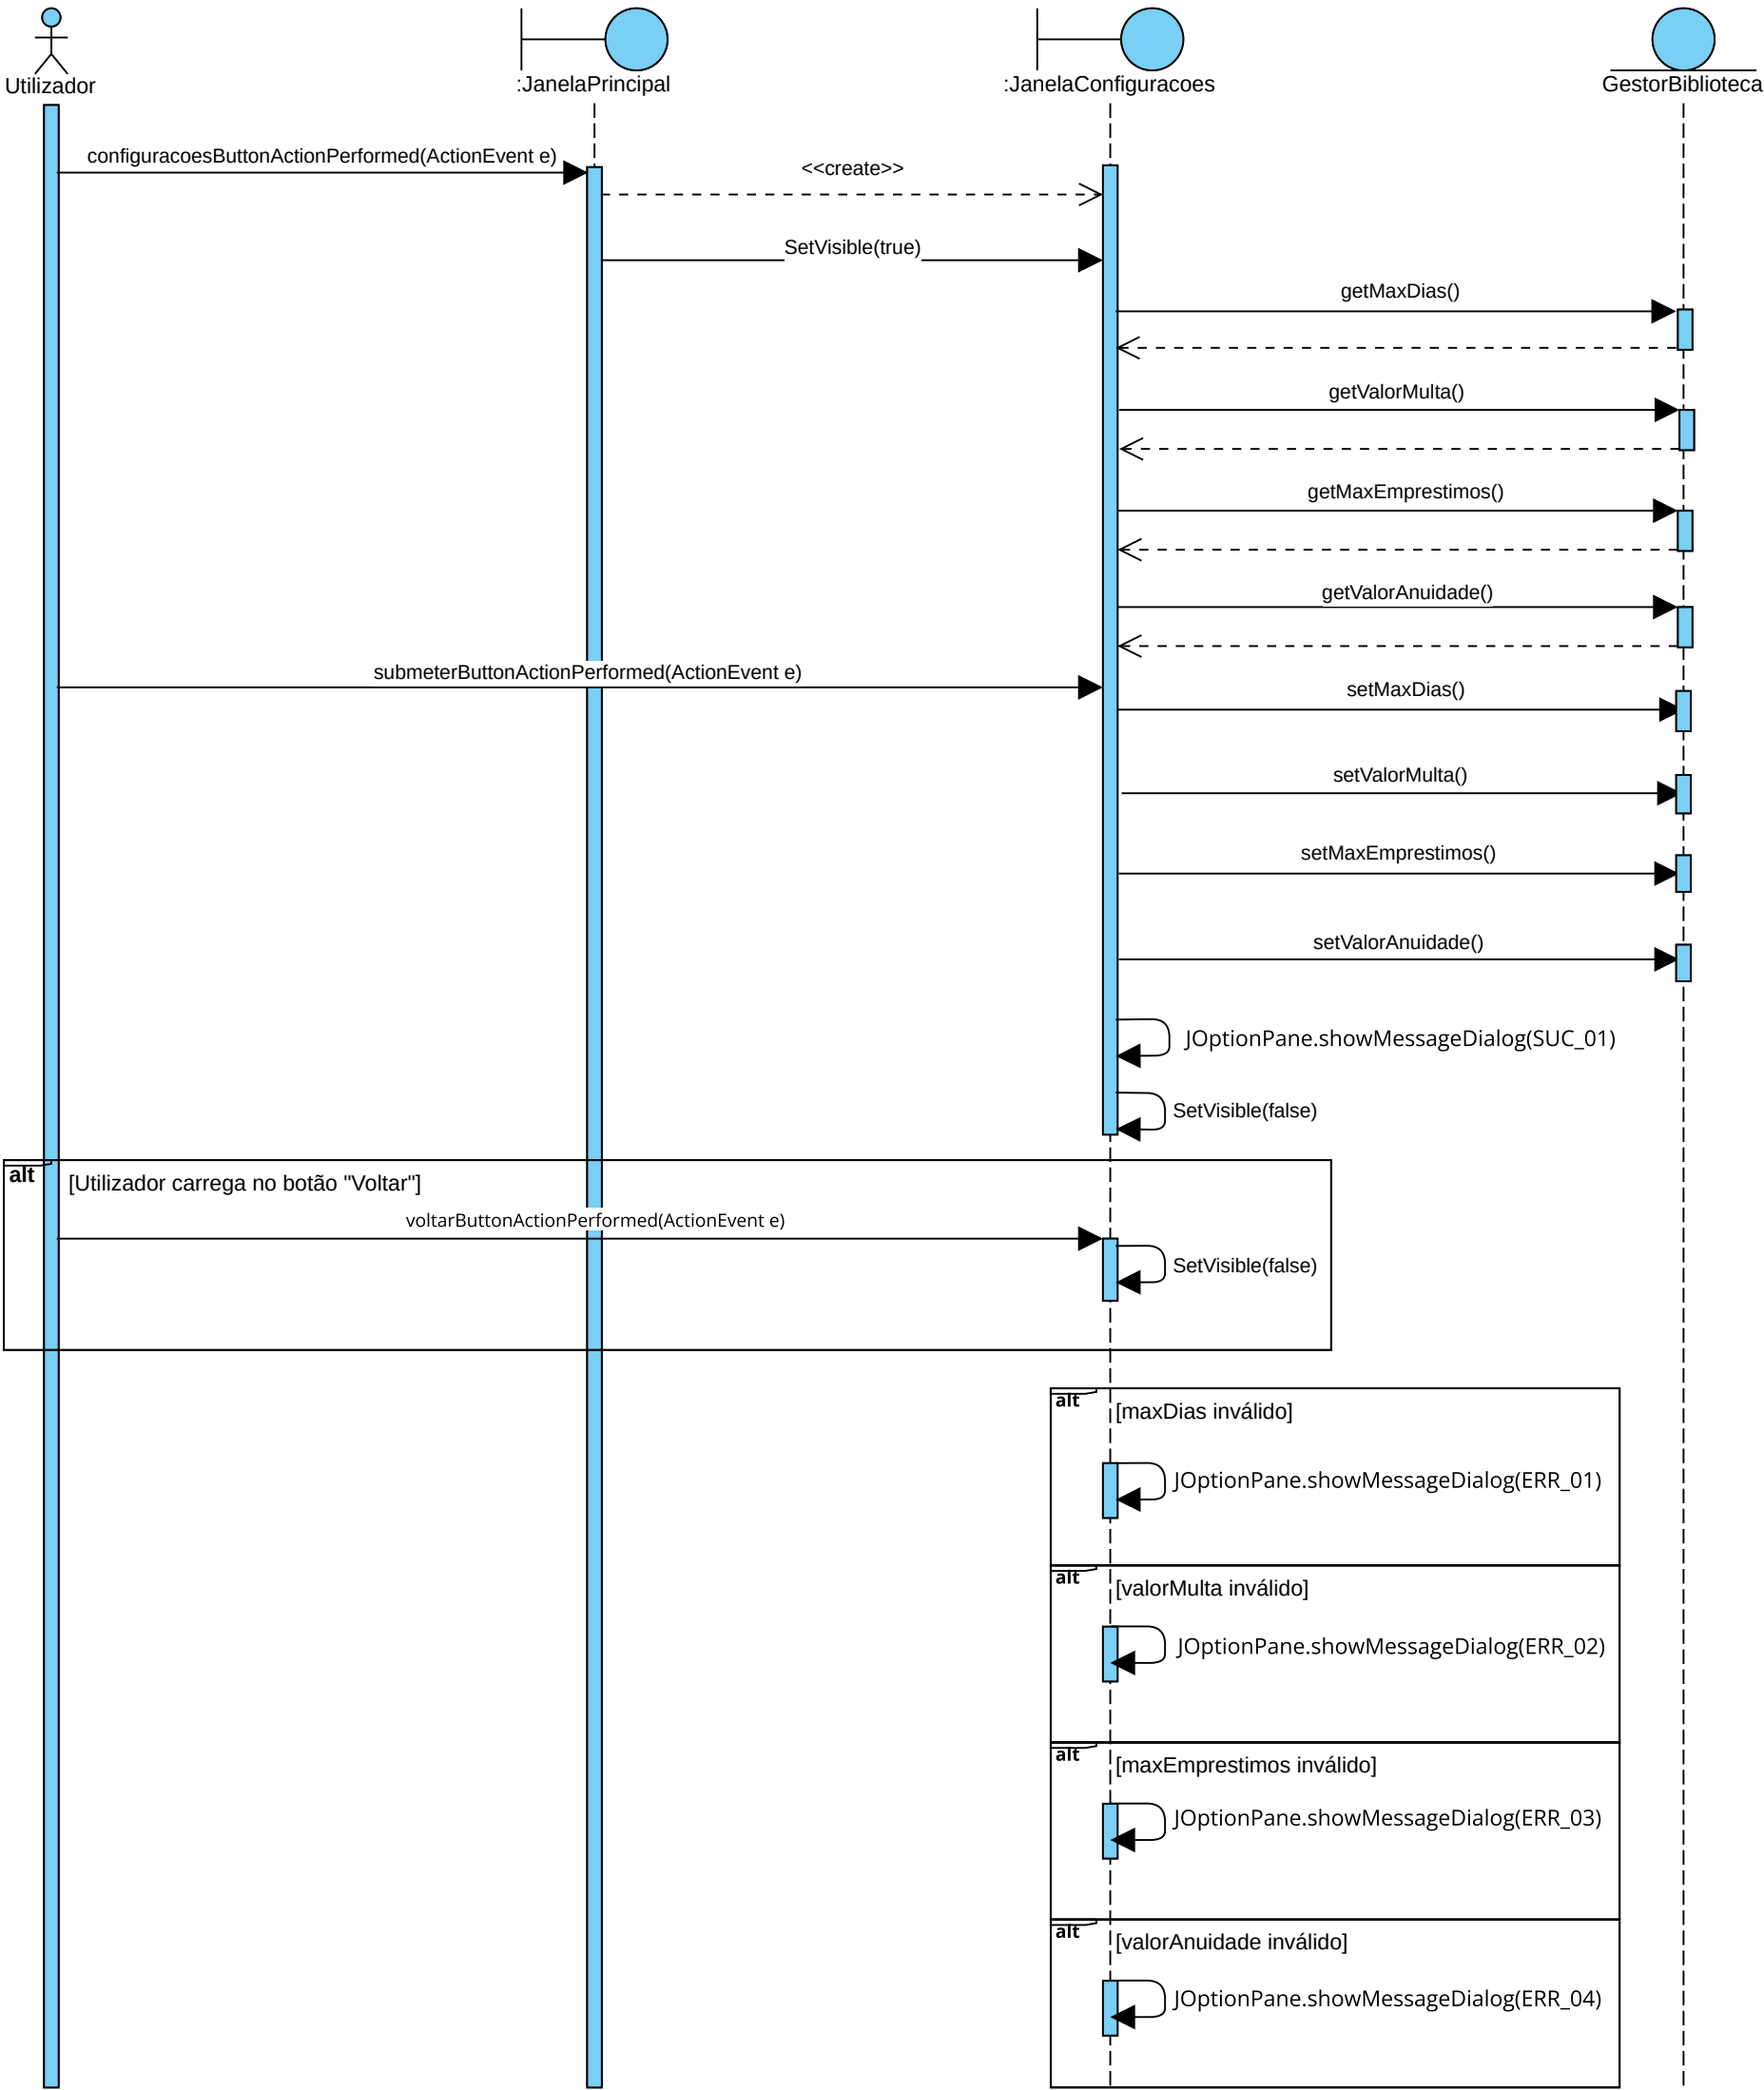 Utilizador
:JanelaPrincipal
:JanelaConfiguracoes
GestorBiblioteca
configuracoesButtonActionPerformed(ActionEvent e)
<<create>>
SetVisible(true)
getMaxDias()
getValorMulta()
getMaxEmprestimos()
getValorAnuidade()
submeterButtonActionPerformed(ActionEvent e)
setMaxDias()
setValorMulta()
setMaxEmprestimos()
setValorAnuidade()
JOptionPane.showMessageDialog(SUC_01)
SetVisible(false)
alt
[Utilizador carrega no botão "Voltar"]
voltarButtonActionPerformed(ActionEvent e)
SetVisible(false)
alt
[maxDias inválido]
JOptionPane.showMessageDialog(ERR_01)
alt
[valorMulta inválido]
JOptionPane.showMessageDialog(ERR_02)
alt
[maxEmprestimos inválido]
JOptionPane.showMessageDialog(ERR_03)
alt
[valorAnuidade inválido]
JOptionPane.showMessageDialog(ERR_04)